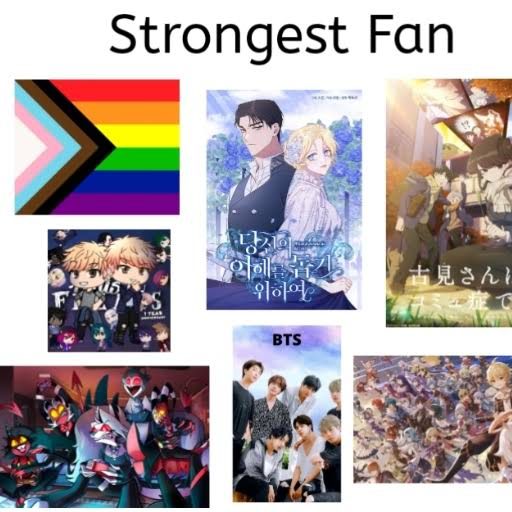 Strongest Fan
당신의
이해를 돕기
위하여
古見さんは
コミュ症で
1 YEAR
BTS